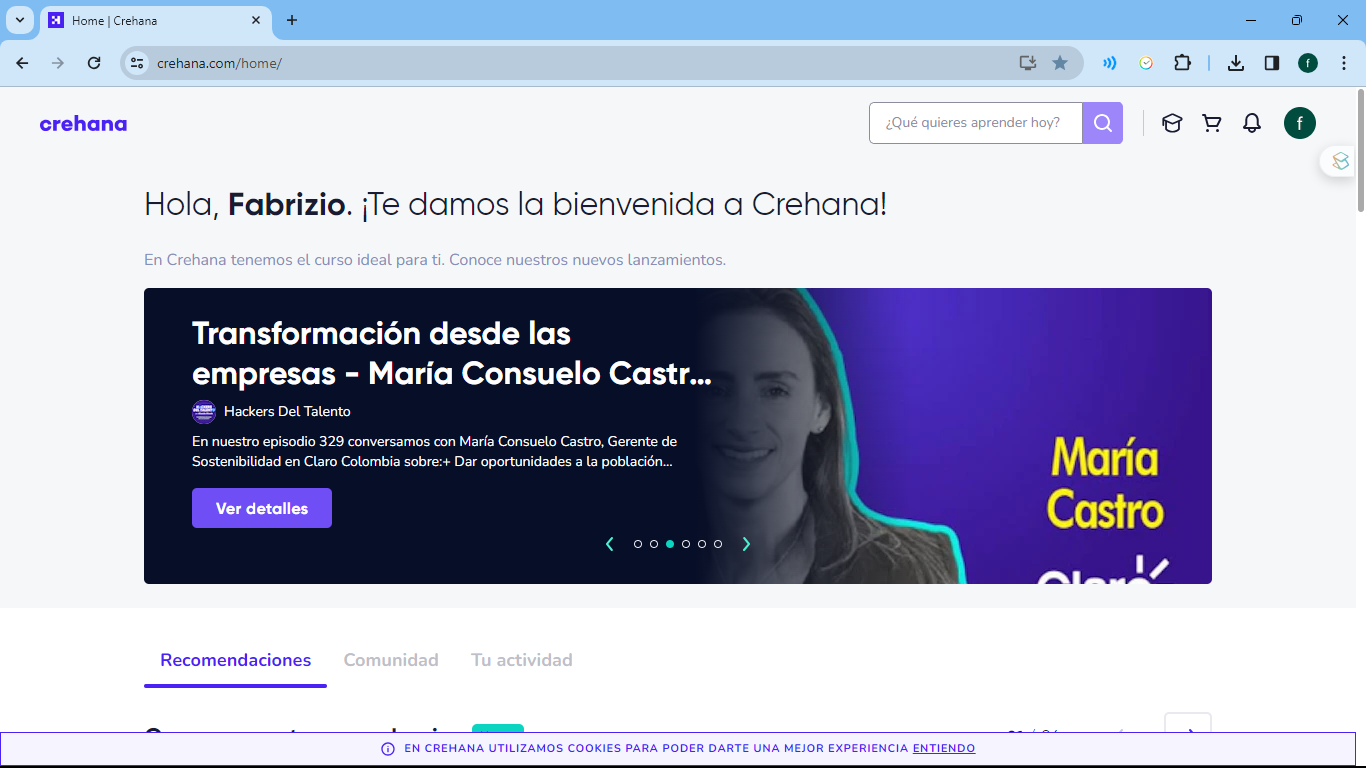 Home | Crehana
crehana.com/home/
f
crehana
¿Qué quieres aprender hoy?
f
Hola, Fabrizio. ¡Te damos la bienvenida a Crehana!
En Crehana tenemos el curso ideal para ti. Conoce nuestros nuevos lanzamientos.
Transformación desde las
empresas - María Consuelo Castr...
Hackers Del Talento
En nuestro episodio 329 conversamos con María Consuelo Castro, Gerente de
Sostenibilidad en Claro Colombia sobre:+ Dar oportunidades a la población...
Ver detalles
María
Castro
Claro
Recomendaciones
Comunidad
Tu actividad
EN CREHANA UTILIZAMOS COOKIES PARA PODER DARTE UNA MEJOR EXPERIENCIA ENTIENDO